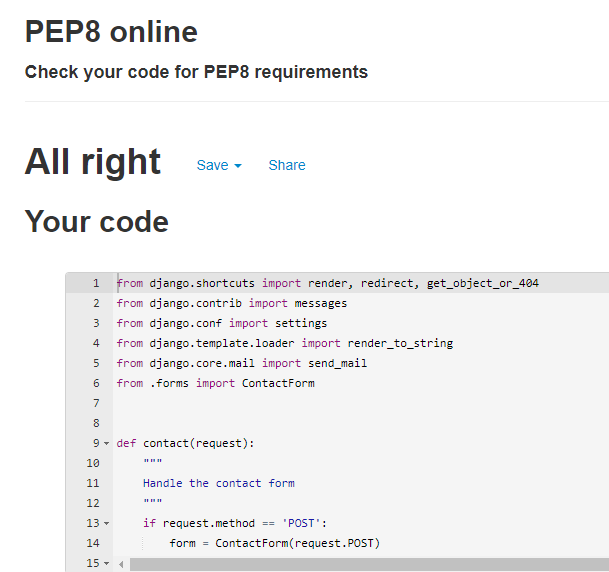 PEP8 online
Check your code for PEP8 requirements
All right Save Share
Your code
1 from django.shortcuts import render, redirect, get_object_or_404
2 from django.contrib import messages
3 from django.conf import settings
4 from django.template.loader import render_to_string
5 from django.core.mail import send_mail
6 from .forms import ContactForm
7
8
9 def contact(request):
10 """
11 Handle the contact form
12 """
13 if request.method == 'POST':
14 form = ContactForm(request.POST)
15